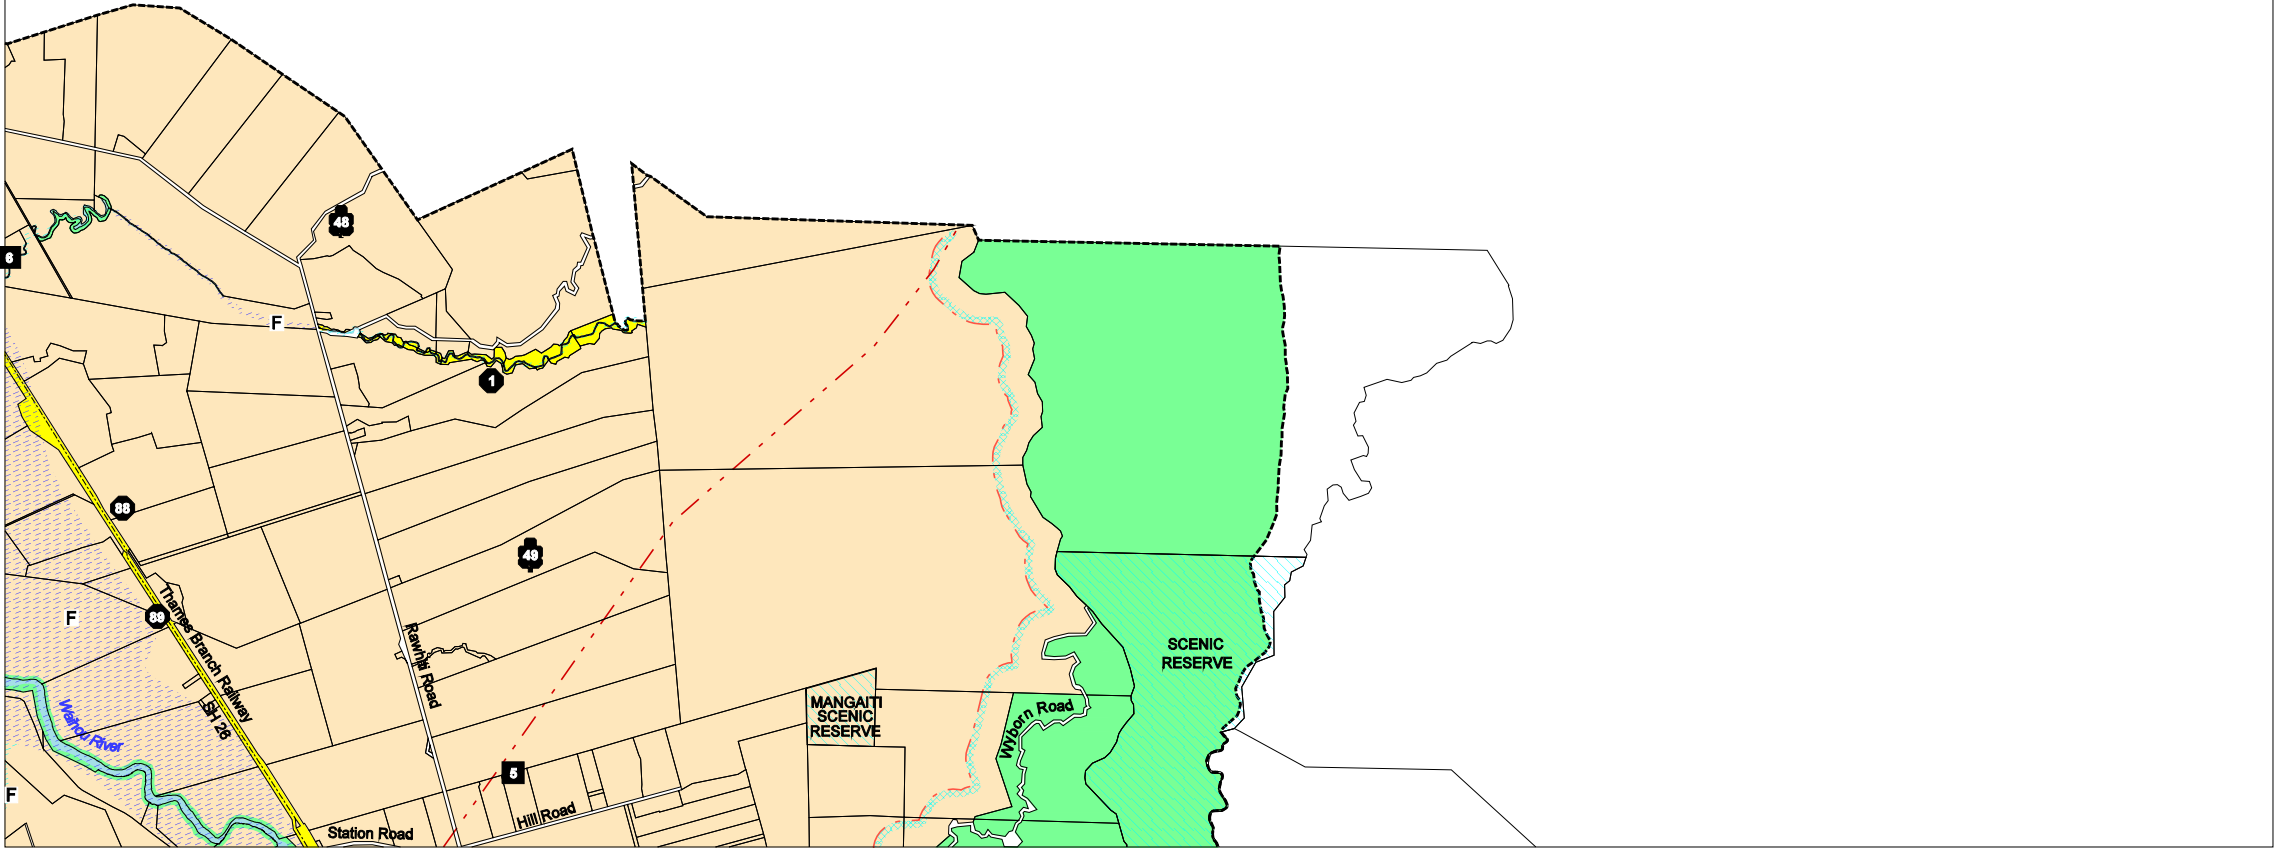 48
6
F
1
88
49
F
89
Thames Branch Railway
SH 26
Rawhiti Road
SCENIC
RESERVE
MANGAITI
SCENIC
RESERVE
Wyborn Road
Waihou River
5
F
Hill Road
Station Road